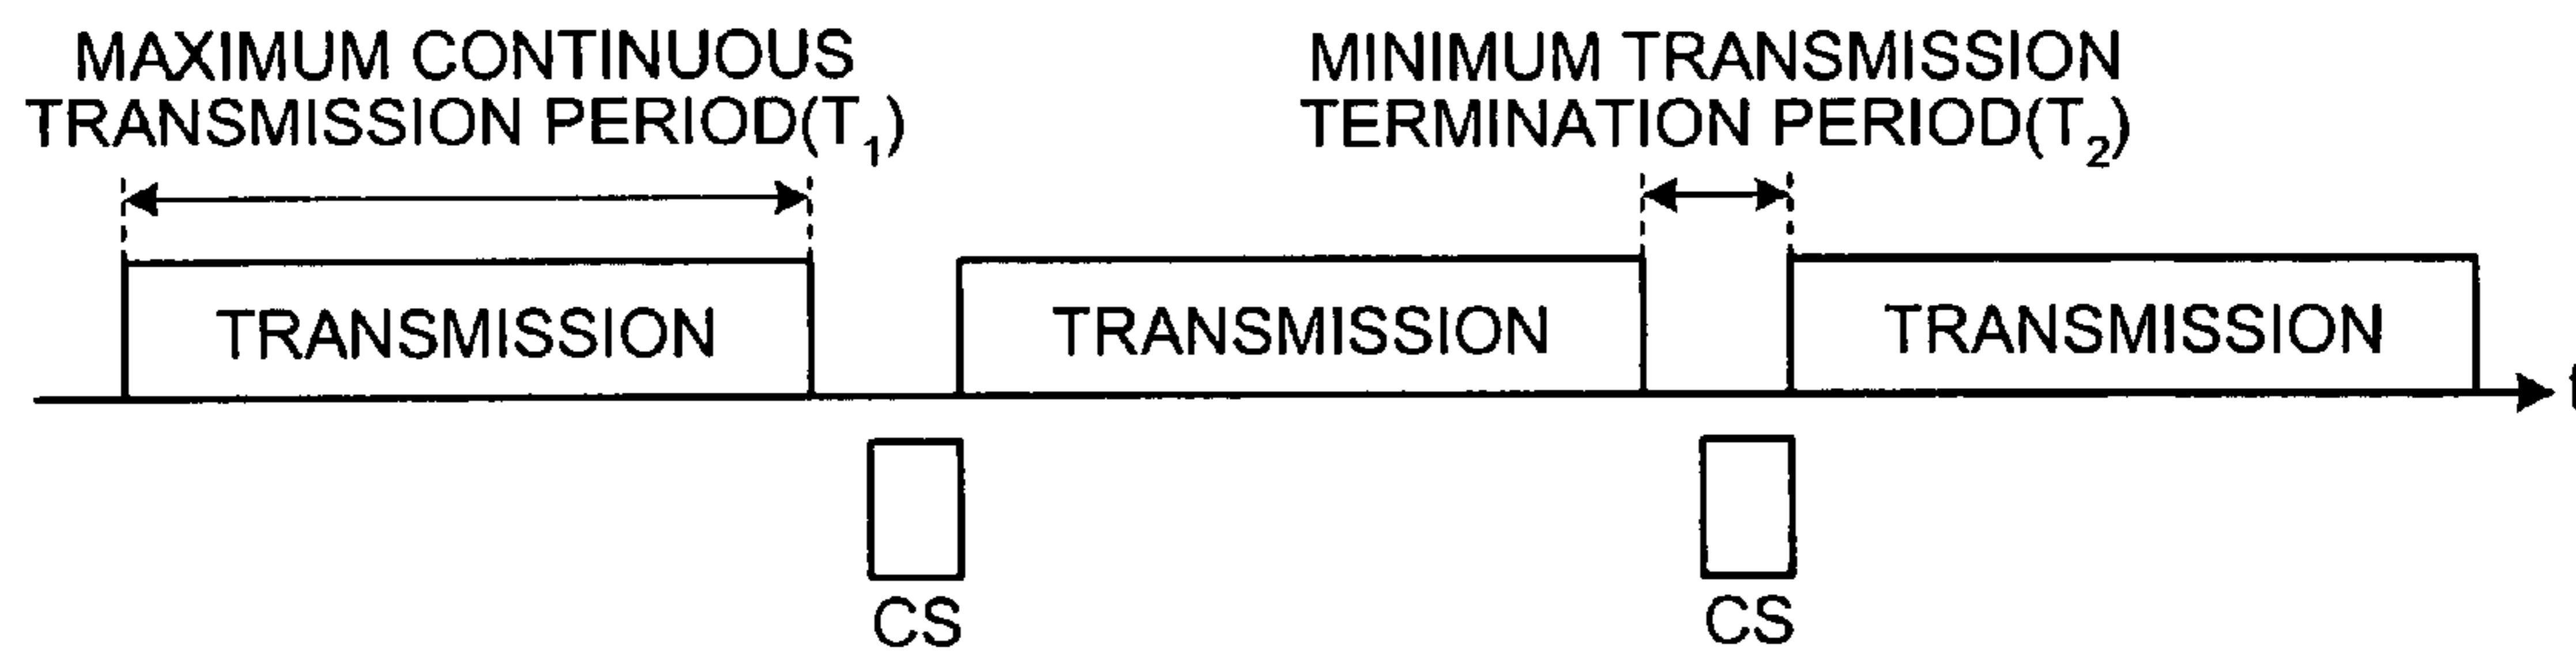 MAXIMUM CONTINUOUS
TRANSMISSION PERIOD(T₁)
MINIMUM TRANSMISSION
TERMINATION PERIOD(T₂)
TRANSMISSION
TRANSMISSION
TRANSMISSION
CS
CS